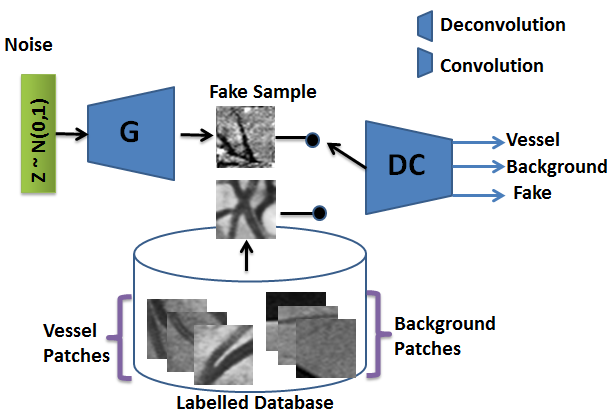 Deconvolution
Noise
Convolution
Fake Sample
Z ~ N(0,1)
G
DC
Vessel
Background
Fake
Vessel
Patches
Background
Patches
Labelled Database